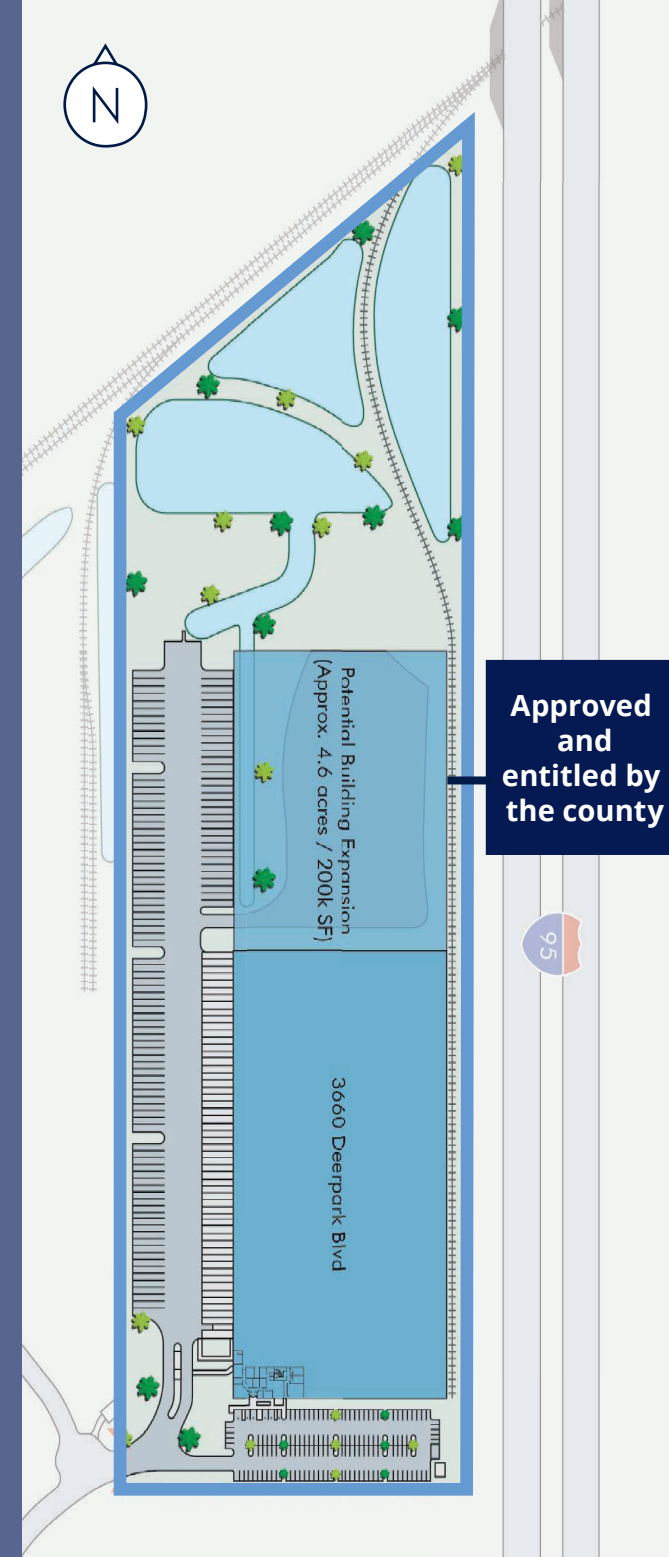 N
Potential Building Expansion
(Approx. 4.6 acres / 200k SF)
Approved
and
entitled by
the county
95
3660 Deerpark Blvd